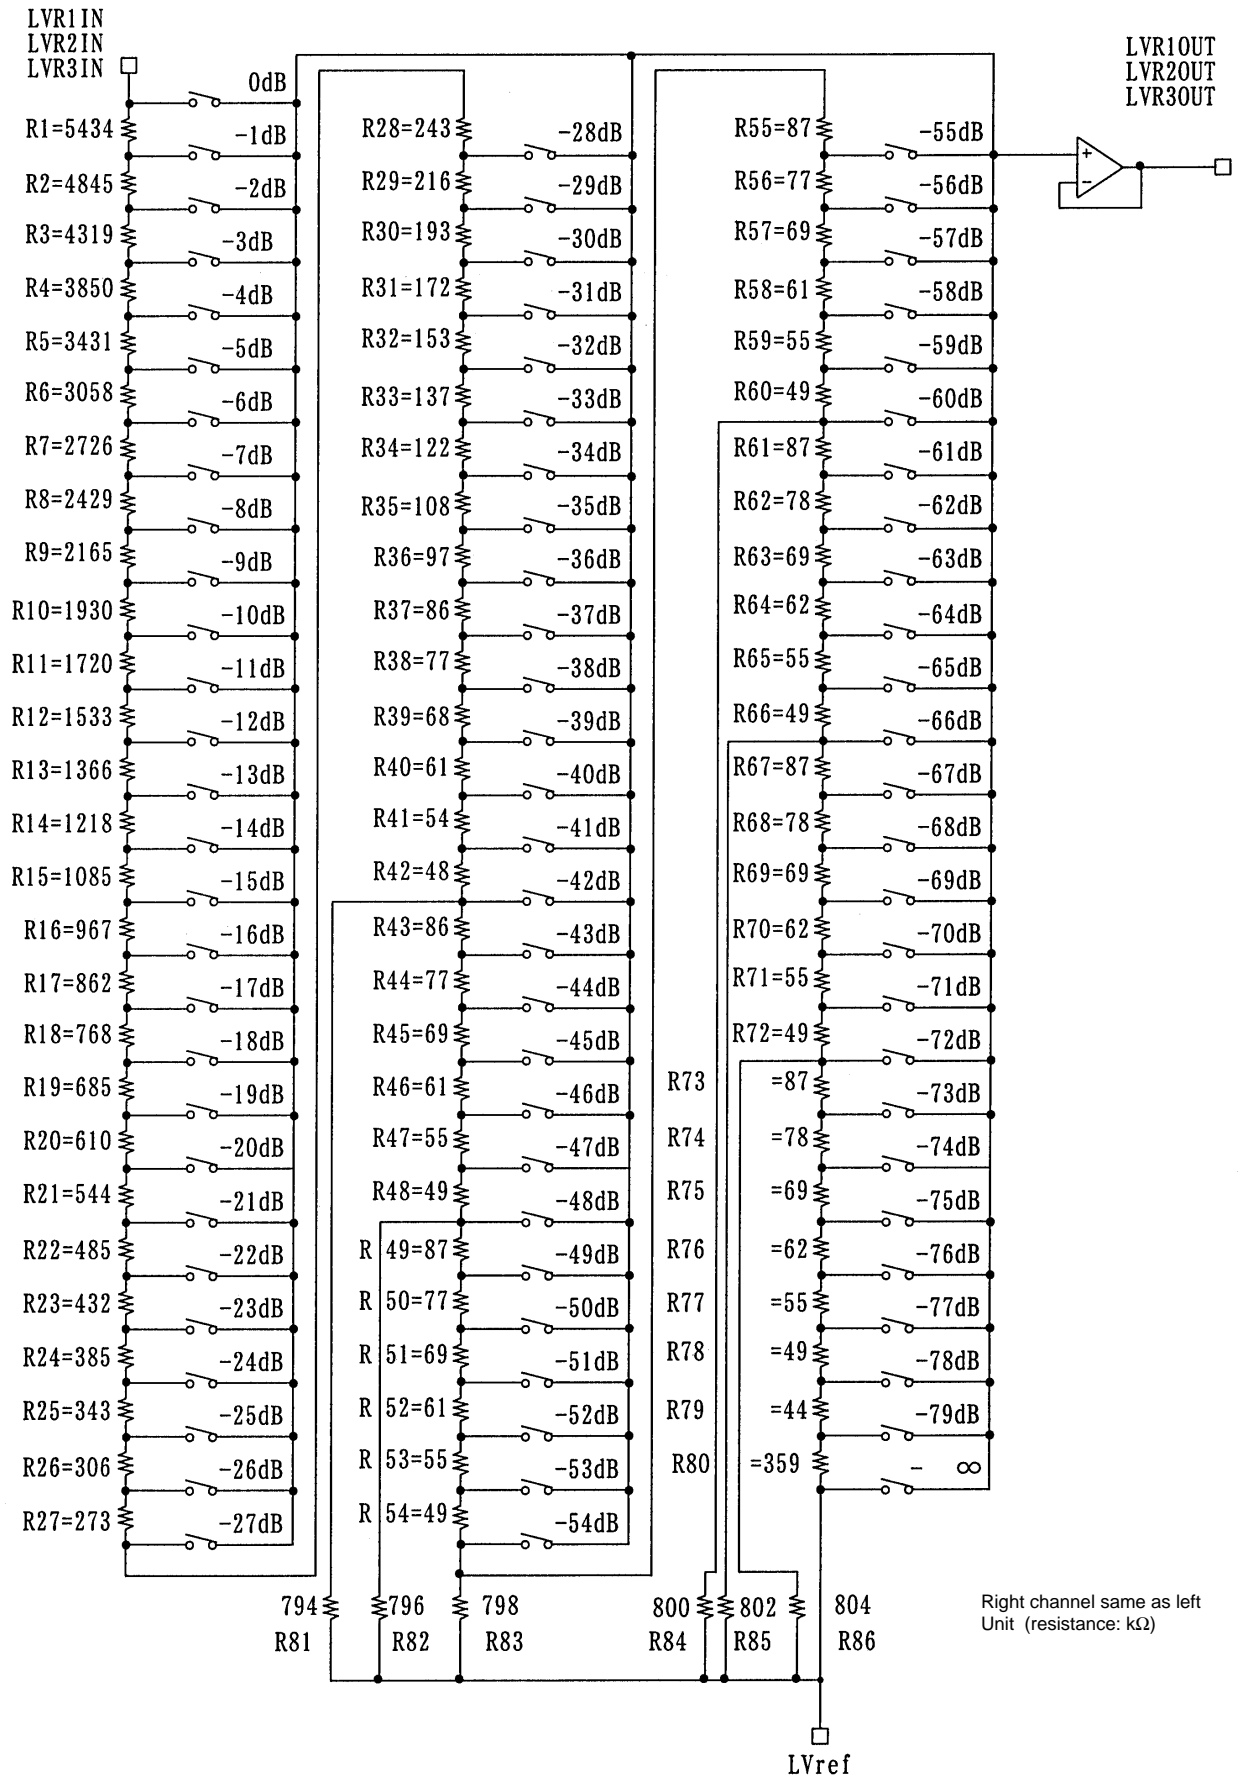 LVR1IN
LVR2IN
LVR3IN
LVR1OUT
LVR2OUT
LVR3OUT
0dB
R1=5434
-1dB
R2=4845
-2dB
R3=4319
-3dB
R4=3850
-4dB
R5=3431
-5dB
R6=3058
-6dB
R7=2726
-7dB
R8=2429
-8dB
R9=2165
-9dB
R10=1930
-10dB
R11=1720
-11dB
R12=1533
-12dB
R13=1366
-13dB
R14=1218
-14dB
R15=1085
-15dB
R16=967
-16dB
R17=862
-17dB
R18=768
-18dB
R19=685
-19dB
R20=610
-20dB
R21=544
-21dB
R22=485
-22dB
R23=432
-23dB
R24=385
-24dB
R25=343
-25dB
R26=306
-26dB
R27=273
-27dB
R28=243
-28dB
R29=216
-29dB
R30=193
-30dB
R31=172
-31dB
R32=153
-32dB
R33=137
-33dB
R34=122
-34dB
R35=108
-35dB
R36=97
-36dB
R37=86
-37dB
R38=77
-38dB
R39=68
-39dB
R40=61
-40dB
R41=54
-41dB
R42=48
-42dB
R43=86
-43dB
R44=77
-44dB
R45=69
-45dB
R46=61
-46dB
R47=55
-47dB
R48=49
-48dB
R 49=87
-49dB
R 50=77
-50dB
R 51=69
-51dB
R 52=61
-52dB
R 53=55
-53dB
R 54=49
-54dB
R55=87
-55dB
R56=77
-56dB
R57=69
-57dB
R58=61
-58dB
R59=55
-59dB
R60=49
-60dB
R61=87
-61dB
R62=78
-62dB
R63=69
-63dB
R64=62
-64dB
R65=55
-65dB
R66=49
-66dB
R67=87
-67dB
R68=78
-68dB
R69=69
-69dB
R70=62
-70dB
R71=55
-71dB
R72=49
-72dB
R73 =87
-73dB
R74 =78
-74dB
R75 =69
-75dB
R76 =62
-76dB
R77 =55
-77dB
R78 =49
-78dB
R79 =44
-79dB
R80 =359
- ∞
+
-
794
R81
796
R82
798
R83
800
R84
802
R85
804
R86
Right channel same as left
Unit (resistance: kΩ)
LVref